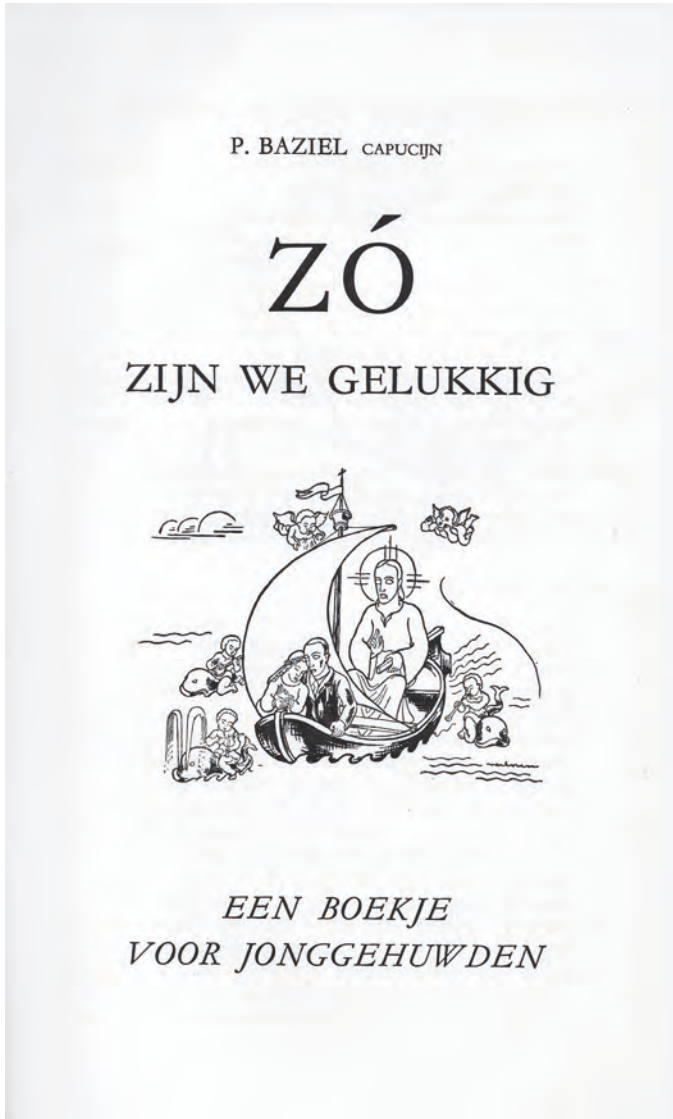 P. BAZIEL CAPUCIJN
ZÓ
ZIJN WE GELUKKIG
EEN BOEKJE
VOOR JONGGEHUWDEN